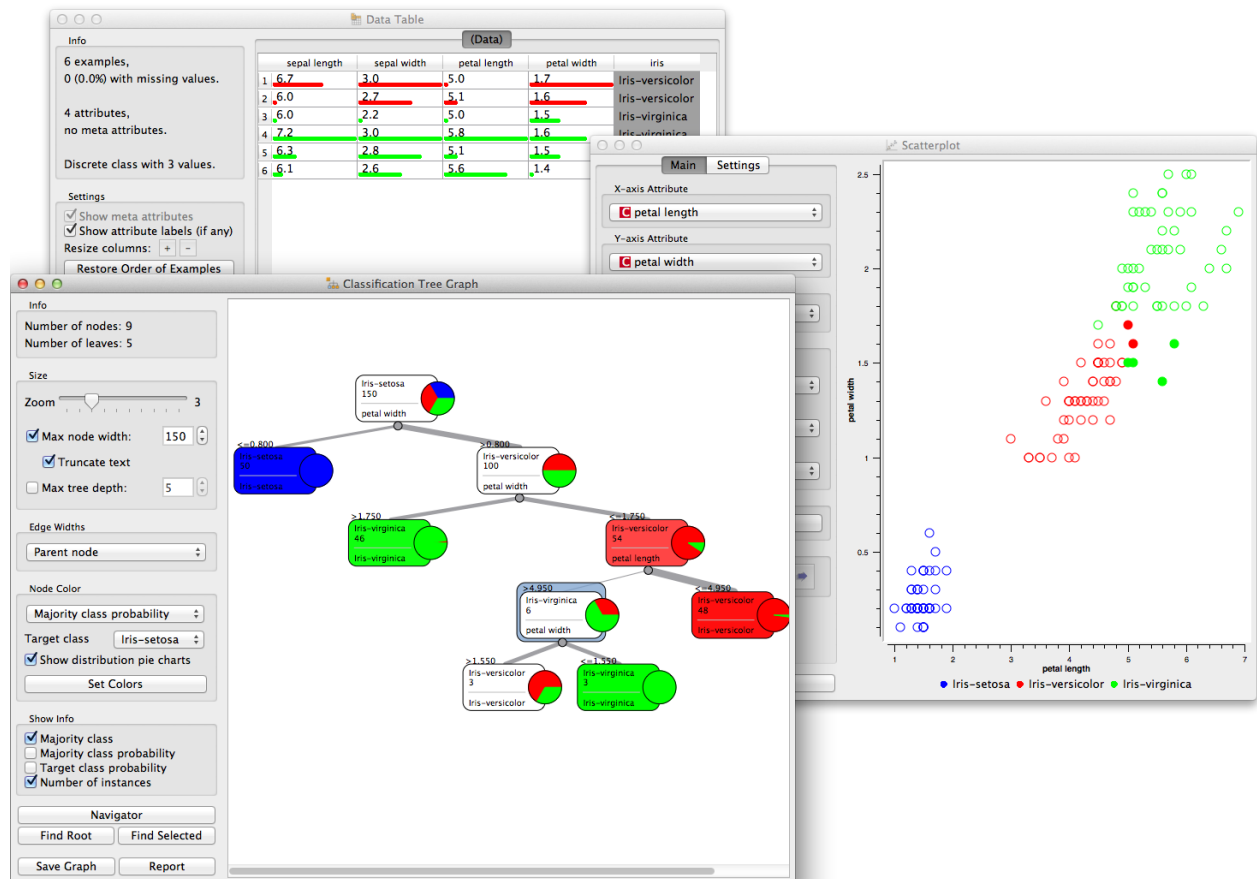 Data Table
Info
6 examples,
0 (0.0%) with missing values.
4 attributes,
no meta attributes.
Discrete class with 3 values.
Settings
Show meta attributes
Show attribute labels (if any)
Resize columns: + -
Restore Order of Examples
(Data)
sepal length sepal width petal length petal width iris
1 6.7 3.0 5.0 1.7 Iris-versicolor
2 6.0 2.7 5.1 1.6 Iris-versicolor
3 6.0 2.2 5.0 1.5 Iris-virginica
4 7.2 3.0 5.8 1.6 Iris-virginica
5 6.3 2.8 5.1 1.5
6 6.1 2.6 5.6 1.4
Scatterplot
Main Settings
X-axis Attribute
C petal length
Y-axis Attribute
C petal width
petal width
2.5
2
1.5
1
0.5
1 2 3 4 5 6 7
petal length
Iris-setosa Iris-versicolor Iris-virginica
Classification Tree Graph
Info
Number of nodes: 9
Number of leaves: 5
Size
Zoom 3
Max node width: 150
Truncate text
Max tree depth: 5
Edge Widths
Parent node
Node Color
Majority class probability
Target class Iris-setosa
Show distribution pie charts
Set Colors
Show Info
Majority class
Majority class probability
Target class probability
Number of instances
Navigator
Find Root Find Selected
Save Graph Report
Iris-setosa
150
petal width
<=0.800
Iris-setosa
50
Iris-setosa
>0.800
Iris-versicolor
100
petal width
>1.750
Iris-virginica
46
Iris-virginica
<=1.750
Iris-versicolor
54
petal length
>4.950
Iris-virginica
6
petal width
<=4.950
Iris-versicolor
48
Iris-versicolor
>1.550
Iris-versicolor
3
Iris-versicolor
<=1.550
Iris-virginica
3
Iris-virginica